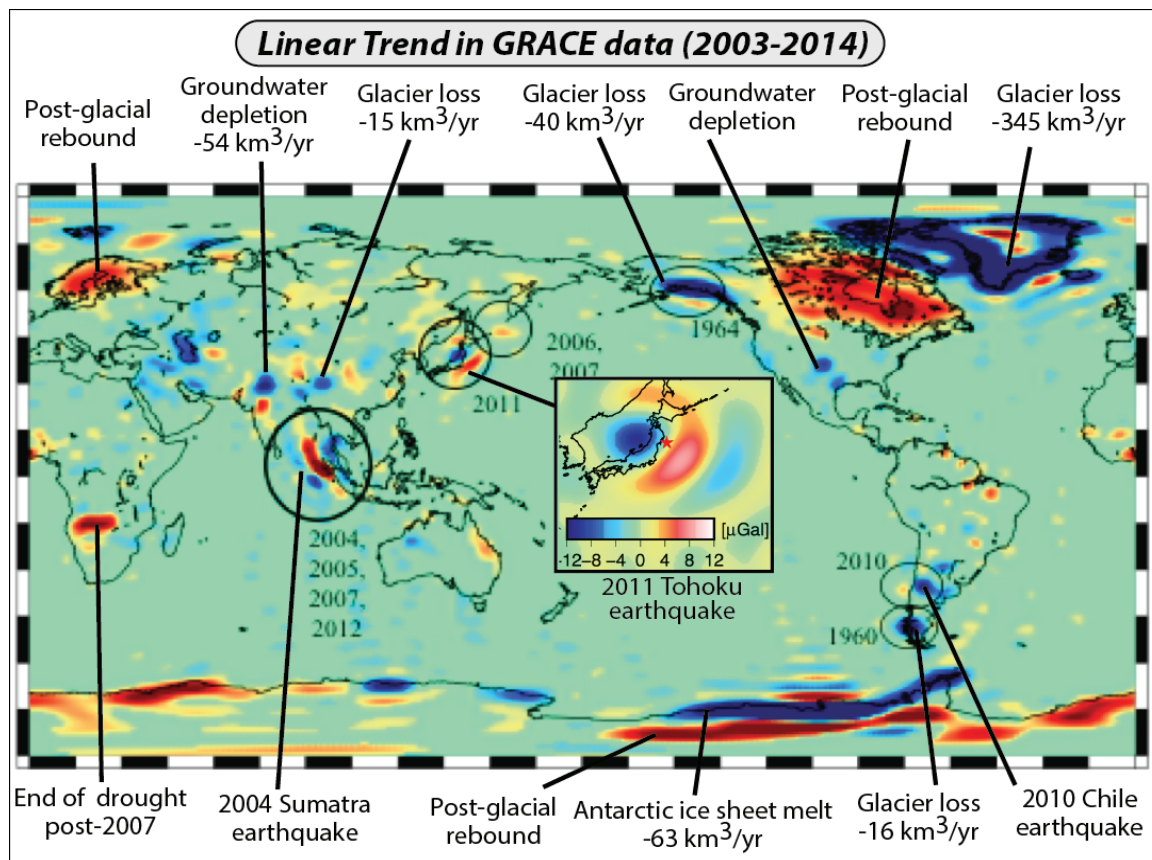 Linear Trend in GRACE data (2003-2014)
Post-glacial
rebound
Groundwater
depletion
-54 km³/yr
Glacier loss
-15 km³/yr
Glacier loss
-40 km³/yr
Groundwater
depletion
Post-glacial
rebound
Glacier loss
-345 km³/yr
1964
2006,
2007
2011
[µGal]
-12-8 -4 0 4 8 12
2011 Tohoku
earthquake
2004,
2005,
2007,
2012
2010
1960
End of drought
post-2007
2004 Sumatra
earthquake
Post-glacial
rebound
Antarctic ice sheet melt
-63 km³/yr
Glacier loss
-16 km³/yr
2010 Chile
earthquake